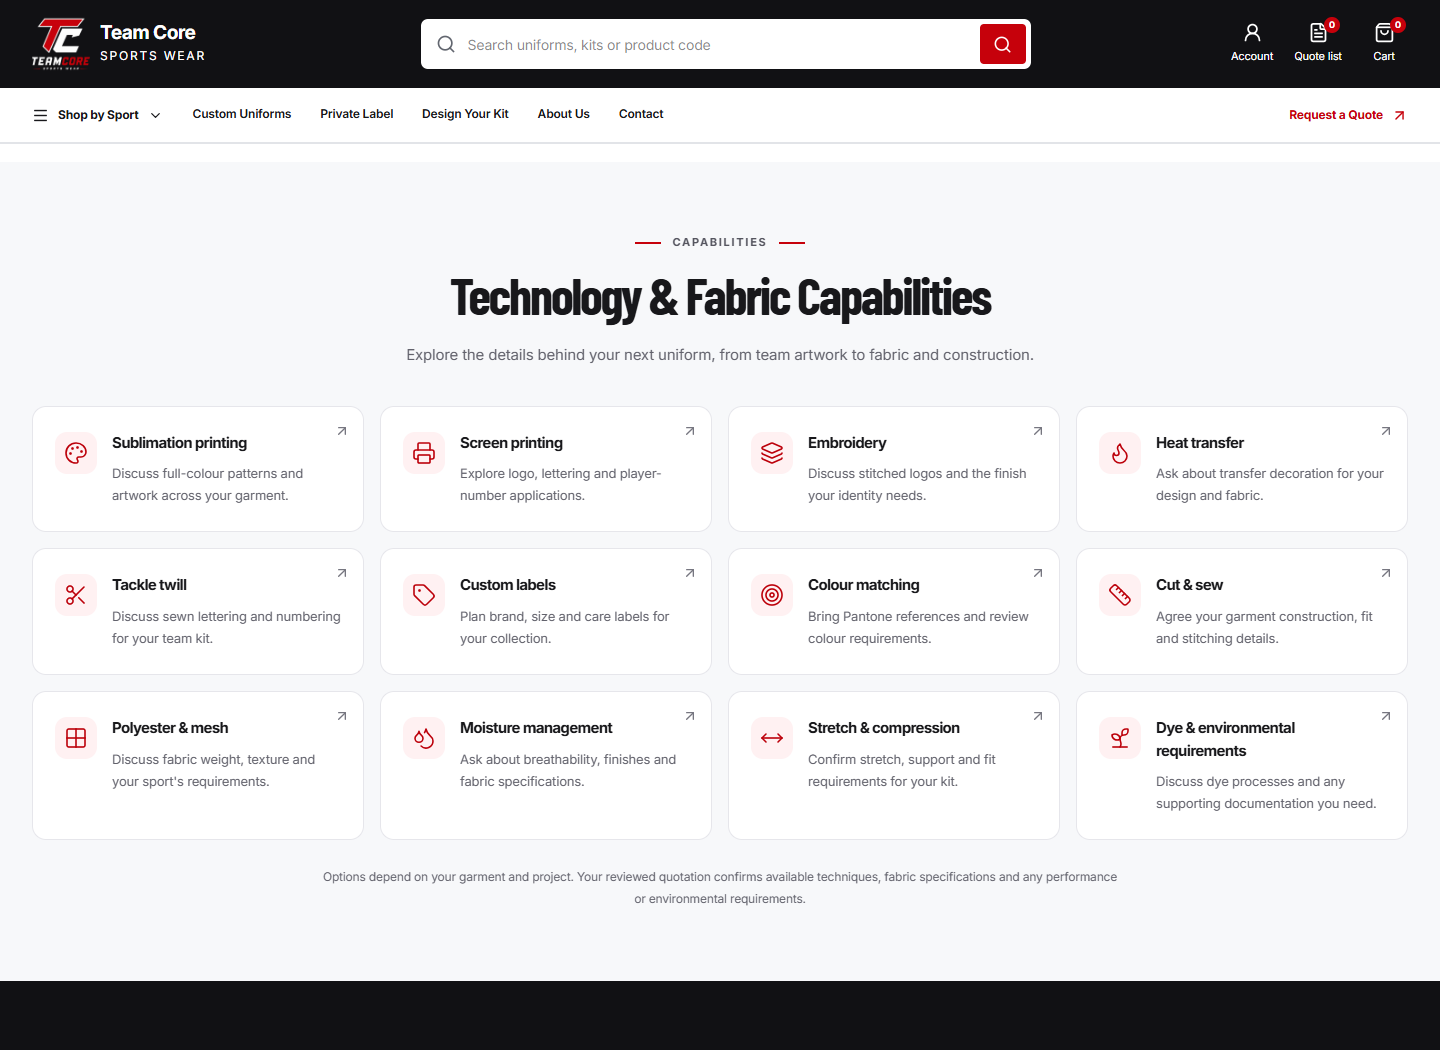 TC
TEAMCORE
SPORTS WEAR
Team Core
SPORTS WEAR
Search uniforms, kits or product code
Account
0
Quote list
0
Cart
Shop by Sport
Custom Uniforms
Private Label
Design Your Kit
About Us
Contact
Request a Quote
CAPABILITIES
Technology & Fabric Capabilities
Explore the details behind your next uniform, from team artwork to fabric and construction.
Sublimation printing
Discuss full-colour patterns and
artwork across your garment.
Screen printing
Explore logo, lettering and player-
number applications.
Embroidery
Discuss stitched logos and the finish
your identity needs.
Heat transfer
Ask about transfer decoration for your
design and fabric.
Tackle twill
Discuss sewn lettering and numbering
for your team kit.
Custom labels
Plan brand, size and care labels for
your collection.
Colour matching
Bring Pantone references and review
colour requirements.
Cut & sew
Agree your garment construction, fit
and stitching details.
Polyester & mesh
Discuss fabric weight, texture and
your sport's requirements.
Moisture management
Ask about breathability, finishes and
fabric specifications.
Stretch & compression
Confirm stretch, support and fit
requirements for your kit.
Dye & environmental
requirements
Discuss dye processes and any
supporting documentation you need.
Options depend on your garment and project. Your reviewed quotation confirms available techniques, fabric specifications and any performance
or environmental requirements.